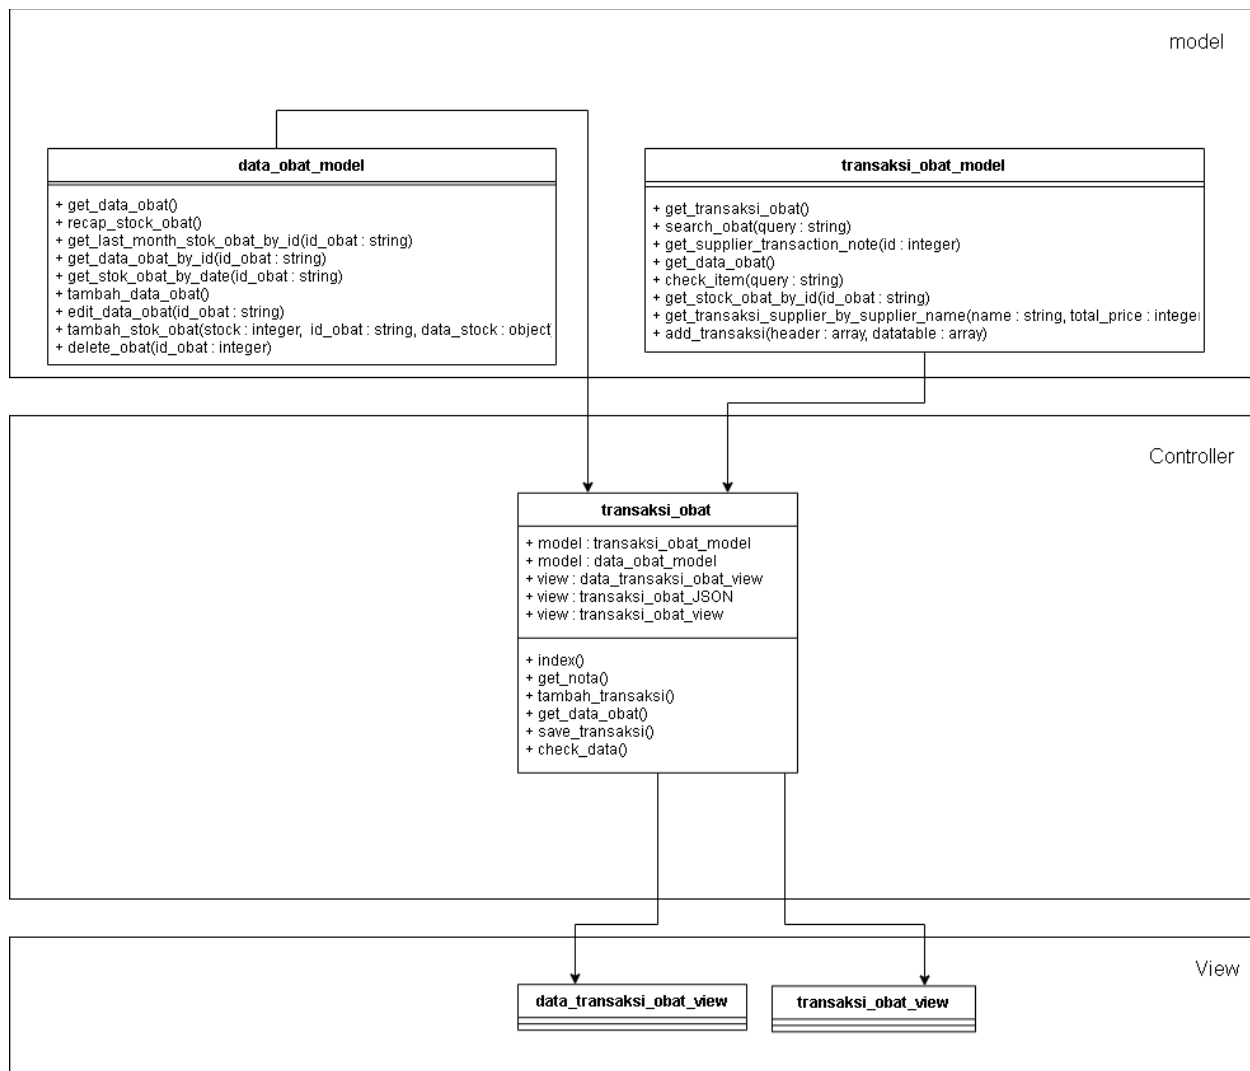 model
data_obat_model
+ get_data_obat()
+ recap_stock_obat()
+ get_last_month_stok_obat_by_id(id_obat : string)
+ get_data_obat_by_id(id_obat : string)
+ get_stok_obat_by_date(id_obat : string)
+ tambah_data_obat()
+ edit_data_obat(id_obat : string)
+ tambah_stok_obat(stock : integer, id_obat : string, data_stock : object
+ delete_obat(id_obat : integer)
transaksi_obat_model
+ get_transaksi_obat()
+ search_obat(query : string)
+ get_supplier_transaction_note(id : integer)
+ get_data_obat()
+ check_item(query : string)
+ get_stock_obat_by_id(id_obat : string)
+ get_transaksi_supplier_by_supplier_name(name : string, total_price : integer
+ add_transaksi(header : array, datatable : array)
Controller
transaksi_obat
+ model : transaksi_obat_model
+ model : data_obat_model
+ view : data_transaksi_obat_view
+ view : transaksi_obat_JSON
+ view : transaksi_obat_view
+ index()
+ get_nota()
+ tambah_transaksi()
+ get_data_obat()
+ save_transaksi()
+ check_data()
View
data_transaksi_obat_view
transaksi_obat_view